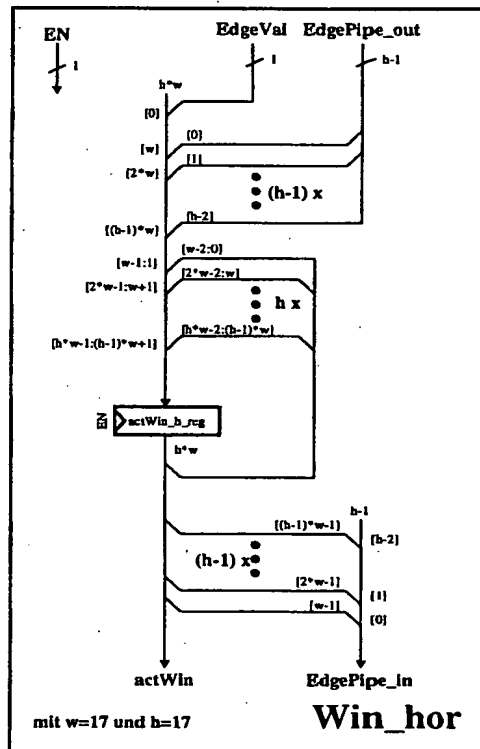 EN EdgeVal EdgePipe_out
1 1 h-1
h*w
[0]
[0]
[w]
[1]
[2*w]
(h-1) x
[h-2]
[(h-1)*w]
[w-2:0]
[w-1:1]
[2*w-2:w]
[2*w-1:w+1]
h x
[h*w-2:(h-1)*w]
[h*w-1:(h-1)*w+1]
EN actWin_h_reg
h*w
h-1
[(h-1)*w-1]
[h-2]
(h-1) x
[2*w-1]
[1]
[w-1]
[0]
actWin EdgePipe_in
mit w=17 und h=17 Win_hor